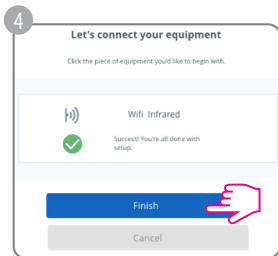 4
Let's connect your equipment
Click the piece of equipment you'd like to begin with.
Wifi Infrared
Success! You're all done with
setup.
Finish
Cancel